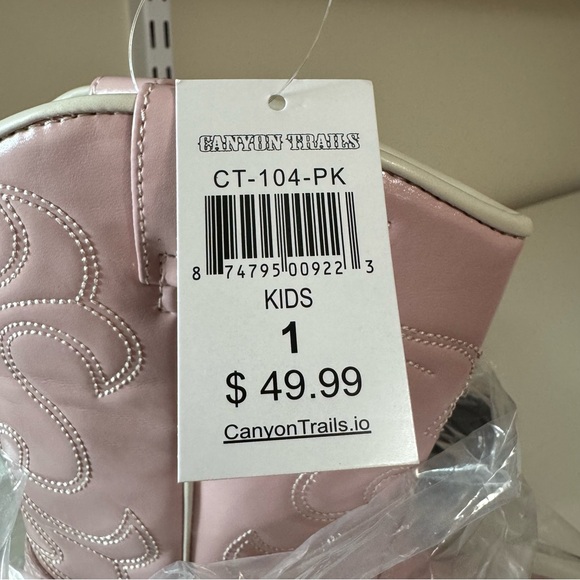 CANYON TRAILS
CT-104-PK
8 74795 00922 3
KIDS
1
$ 49.99
CanyonTrails.io